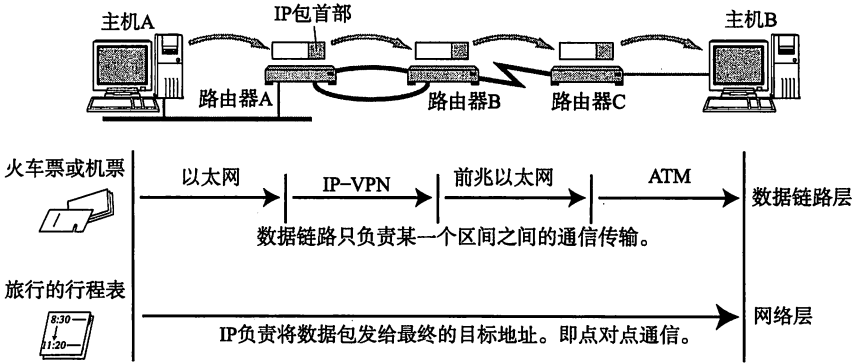 主机A
IP包首部
主机B
路由器A
路由器B
路由器C
火车票或机票
以太网
IP-VPN
前兆以太网
ATM
数据链路层
数据链路只负责某一个区间之间的通信传输。
旅行的行程表
8:30
11:20
网络层
IP负责将数据包发给最终的目标地址。即点对点通信。